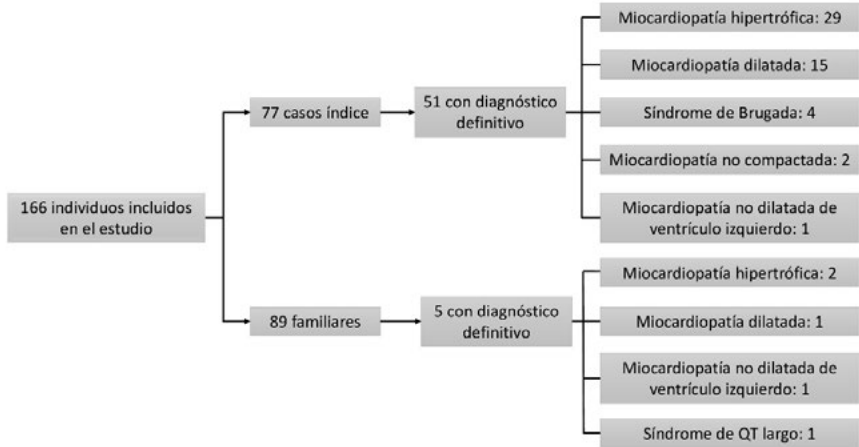 166 individuos incluidos
en el estudio
77 casos índice
51 con diagnóstico
definitivo
Miocardiopatía hipertrófica: 29
Miocardiopatía dilatada: 15
Síndrome de Brugada: 4
Miocardiopatía no compactada: 2
Miocardiopatía no dilatada de
ventrículo izquierdo: 1
89 familiares
5 con diagnóstico
definitivo
Miocardiopatía hipertrófica: 2
Miocardiopatía dilatada: 1
Miocardiopatía no dilatada de
ventrículo izquierdo: 1
Síndrome de QT largo: 1